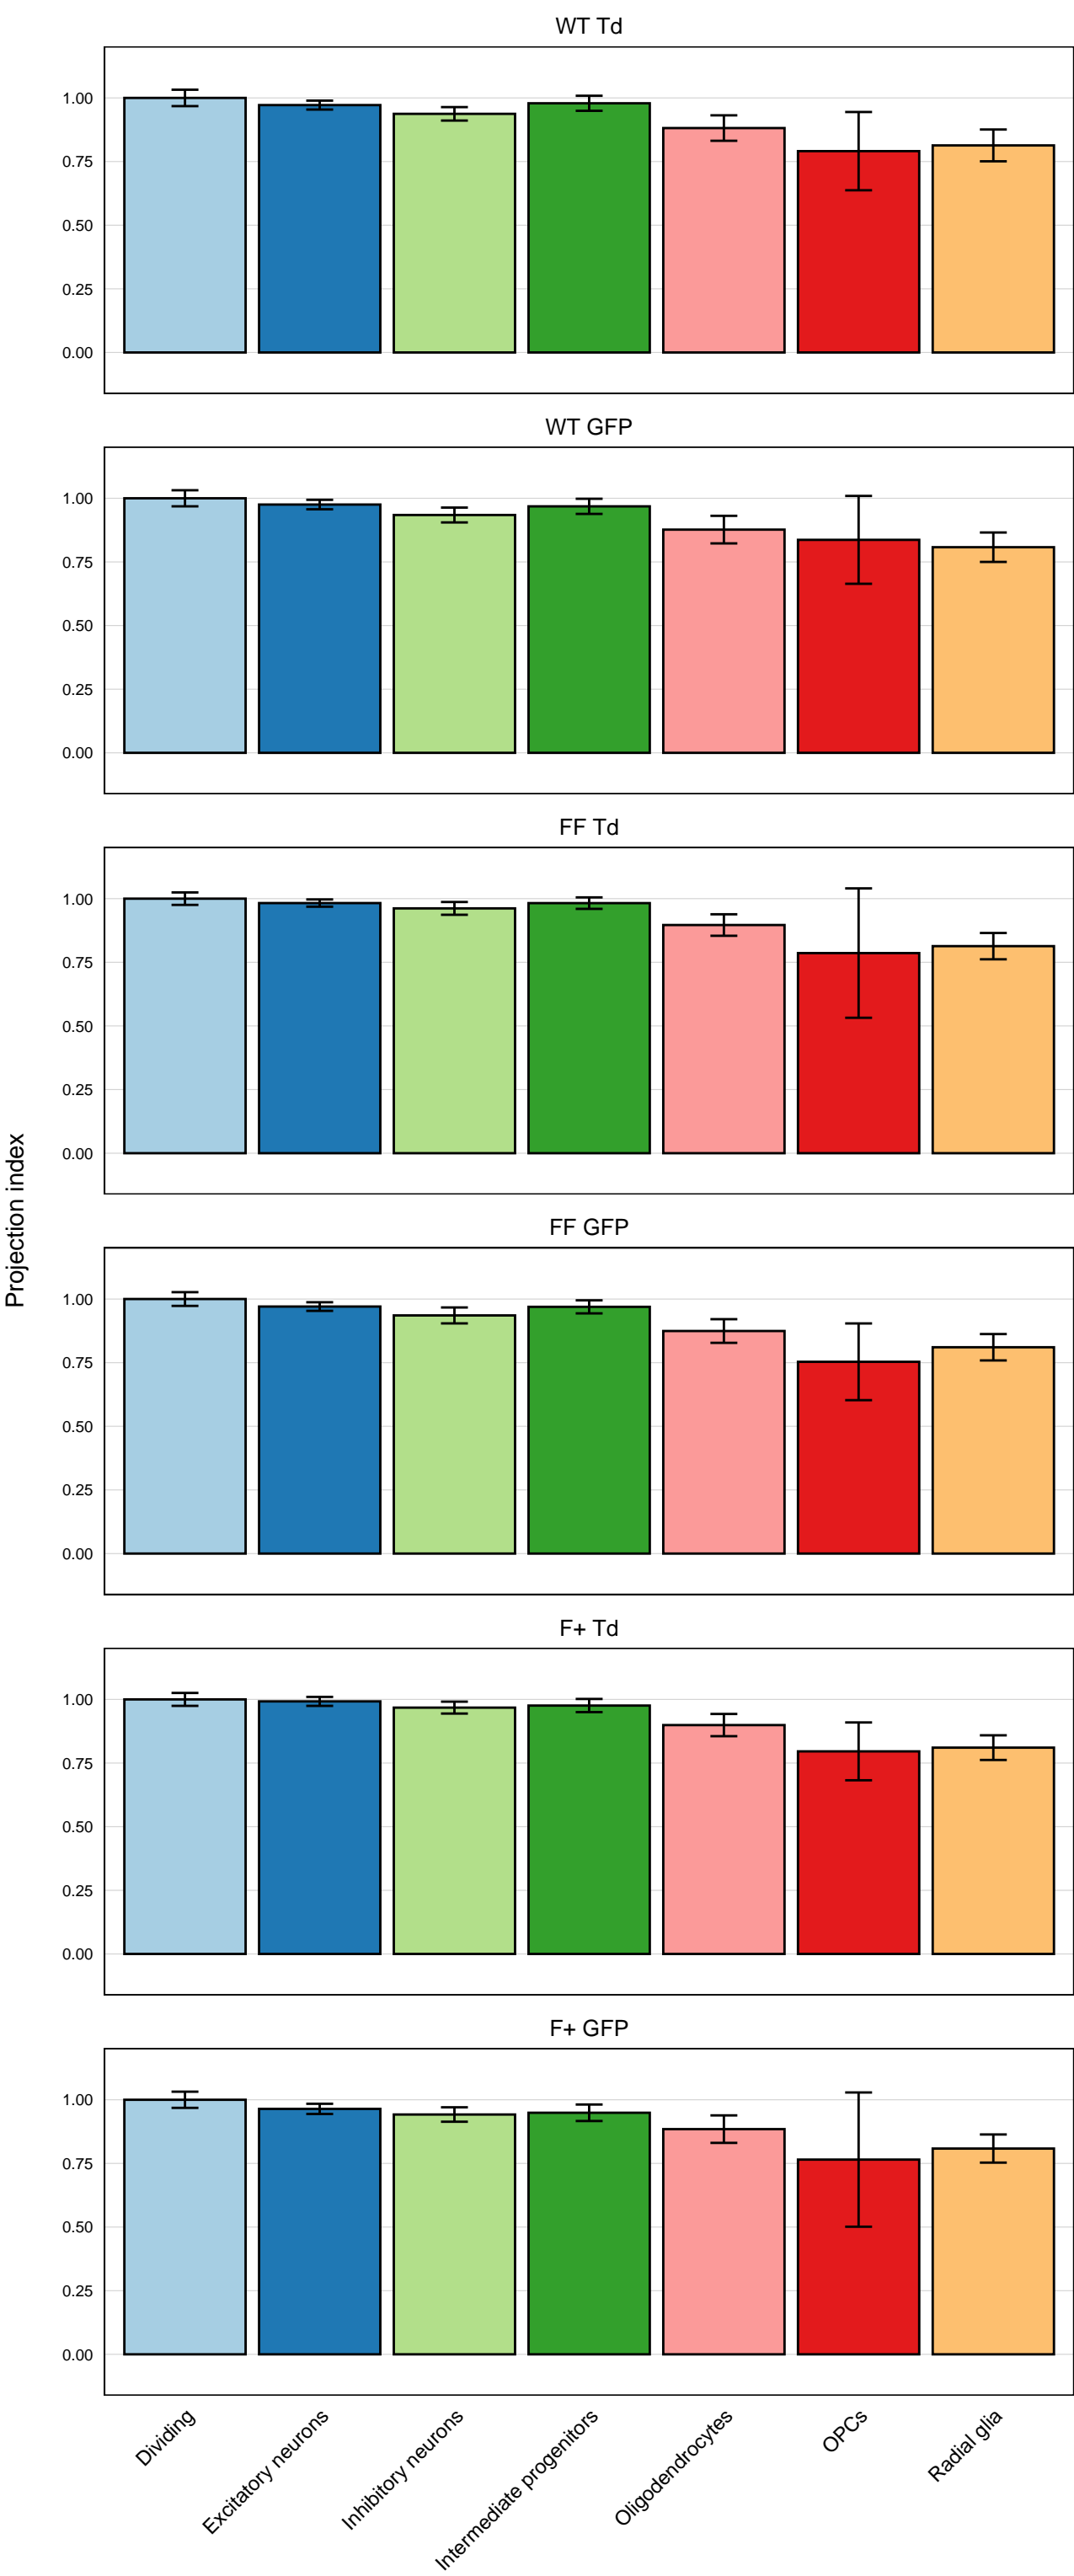 WT Td
1.00
0.75
0.50
0.25
0.00
WT GFP
1.00
0.75
0.50
0.25
0.00
FF Td
1.00
0.75
0.50
0.25
0.00
Projection index
FF GFP
1.00
0.75
0.50
0.25
0.00
F+ Td
1.00
0.75
0.50
0.25
0.00
F+ GFP
1.00
0.75
0.50
0.25
0.00
Dividing
Excitatory neurons
Inhibitory neurons
Intermediate progenitors
Oligodendrocytes
OPCs
Radial glia